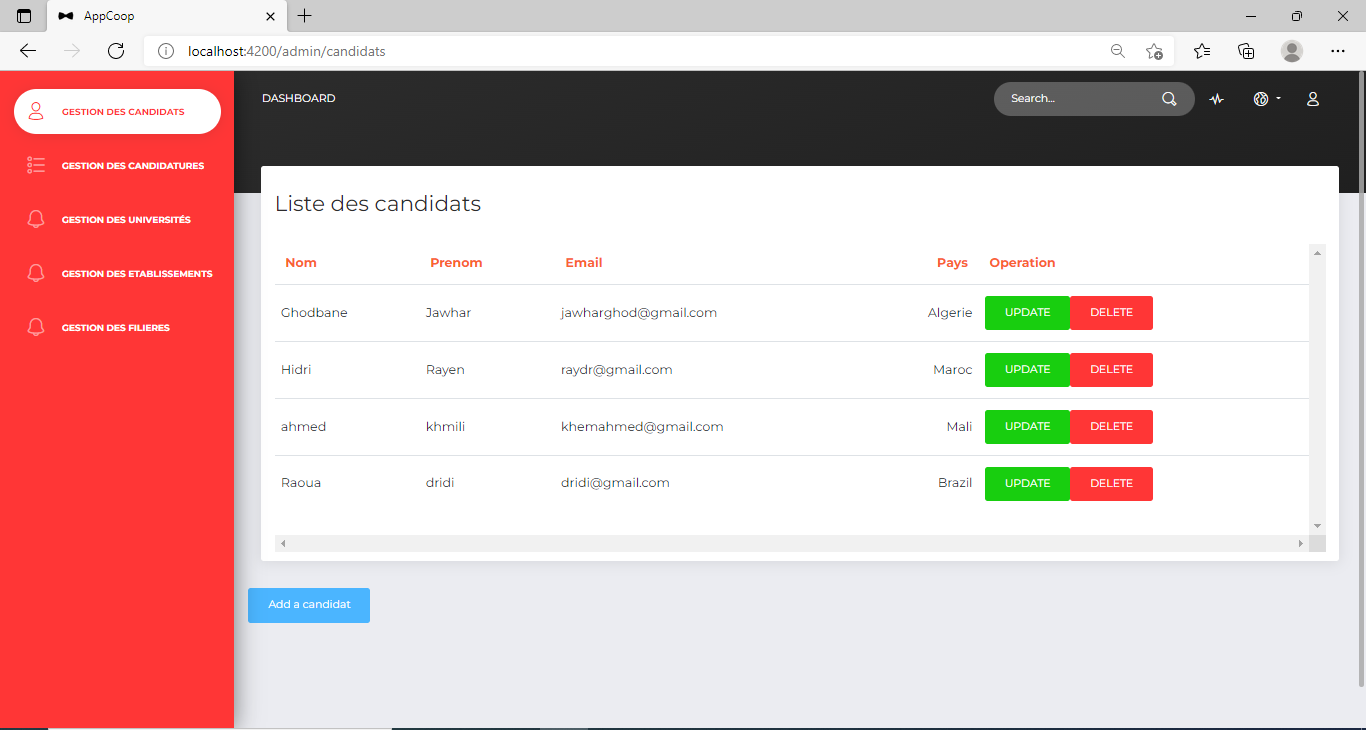 AppCoop
localhost:4200/admin/candidats
GESTION DES CANDIDATS
GESTION DES CANDIDATURES
GESTION DES UNIVERSITÉS
GESTION DES ETABLISSEMENTS
GESTION DES FILIERES
DASHBOARD
Search...
Liste des candidats
Nom Prenom Email Pays Operation
Ghodbane Jawhar jawharghod@gmail.com Algerie UPDATE DELETE
Hidri Rayen raydr@gmail.com Maroc UPDATE DELETE
ahmed khmili khemahmed@gmail.com Mali UPDATE DELETE
Raoua dridi dridi@gmail.com Brazil UPDATE DELETE
Add a candidat